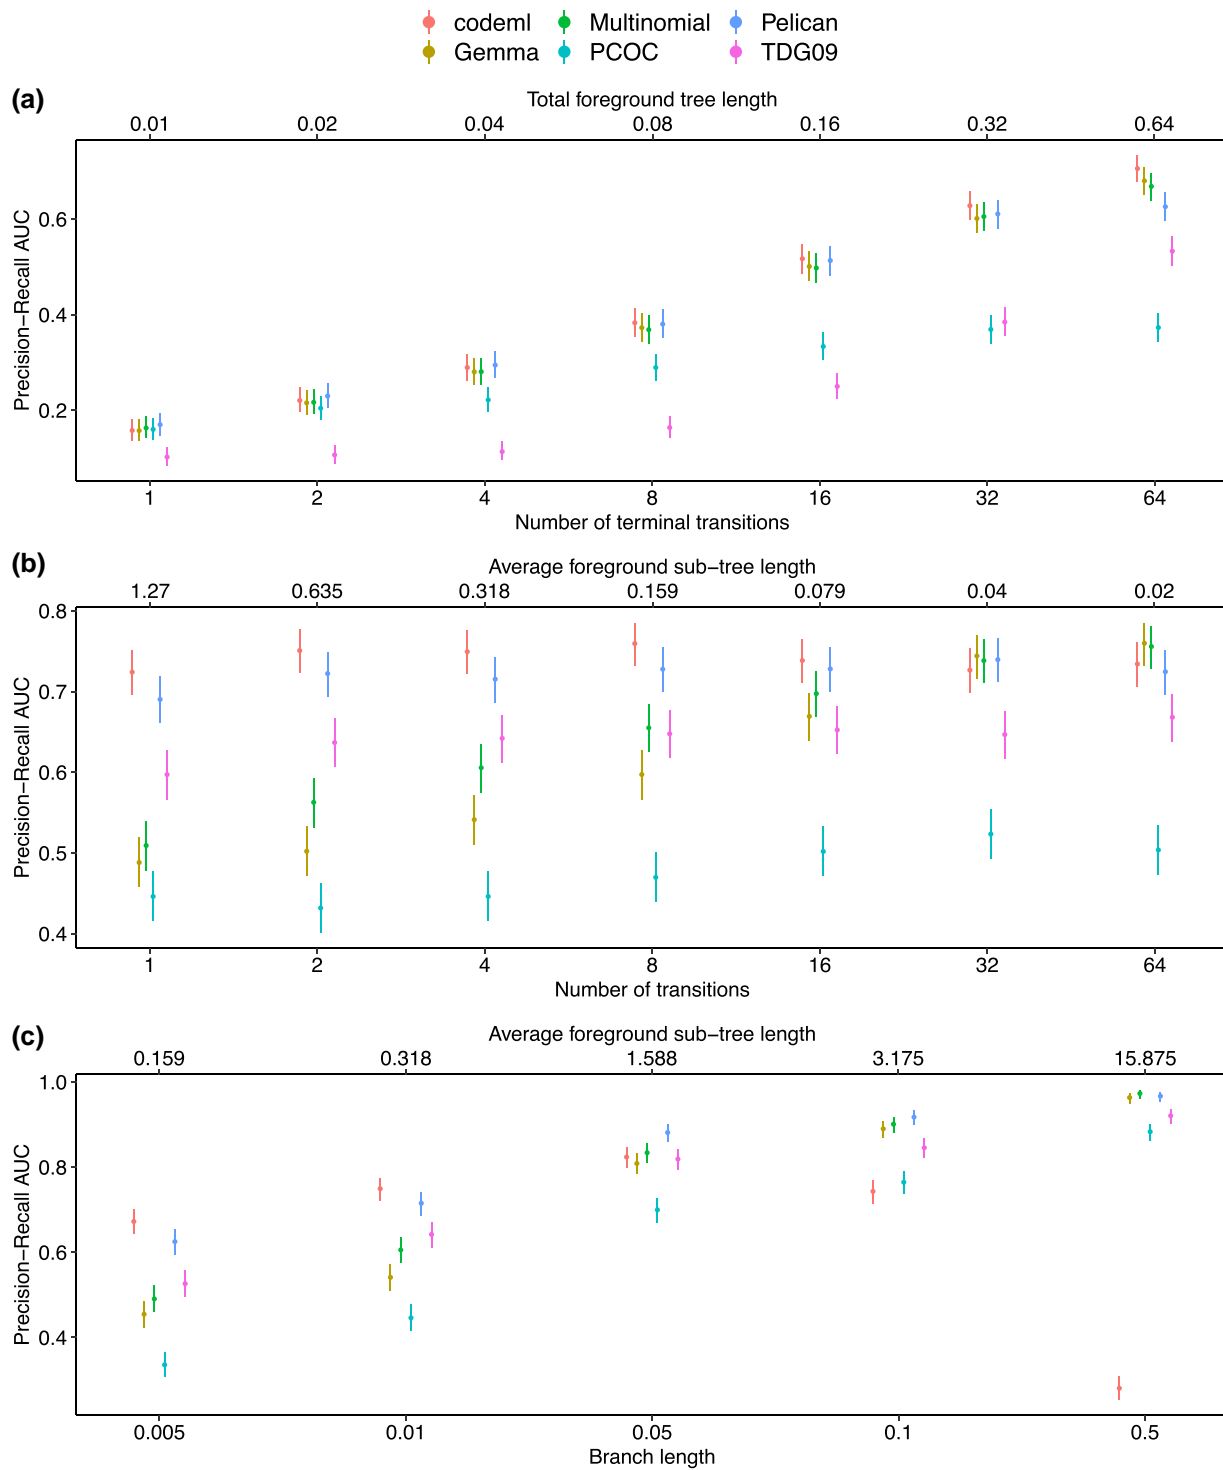 codeml Multinomial Pelican
Gemma PCOC TDG09
(a)
Total foreground tree length
0.01 0.02 0.04 0.08 0.16 0.32 0.64
Precision−Recall AUC
0.6
0.4
0.2
1 2 4 8 16 32 64
Number of terminal transitions
(b)
Average foreground sub−tree length
1.27 0.635 0.318 0.159 0.079 0.04 0.02
Precision−Recall AUC
0.8
0.7
0.6
0.5
0.4
1 2 4 8 16 32 64
Number of transitions
(c)
Average foreground sub−tree length
0.159 0.318 1.588 3.175 15.875
Precision−Recall AUC
1.0
0.8
0.6
0.4
0.005 0.01 0.05 0.1 0.5
Branch length